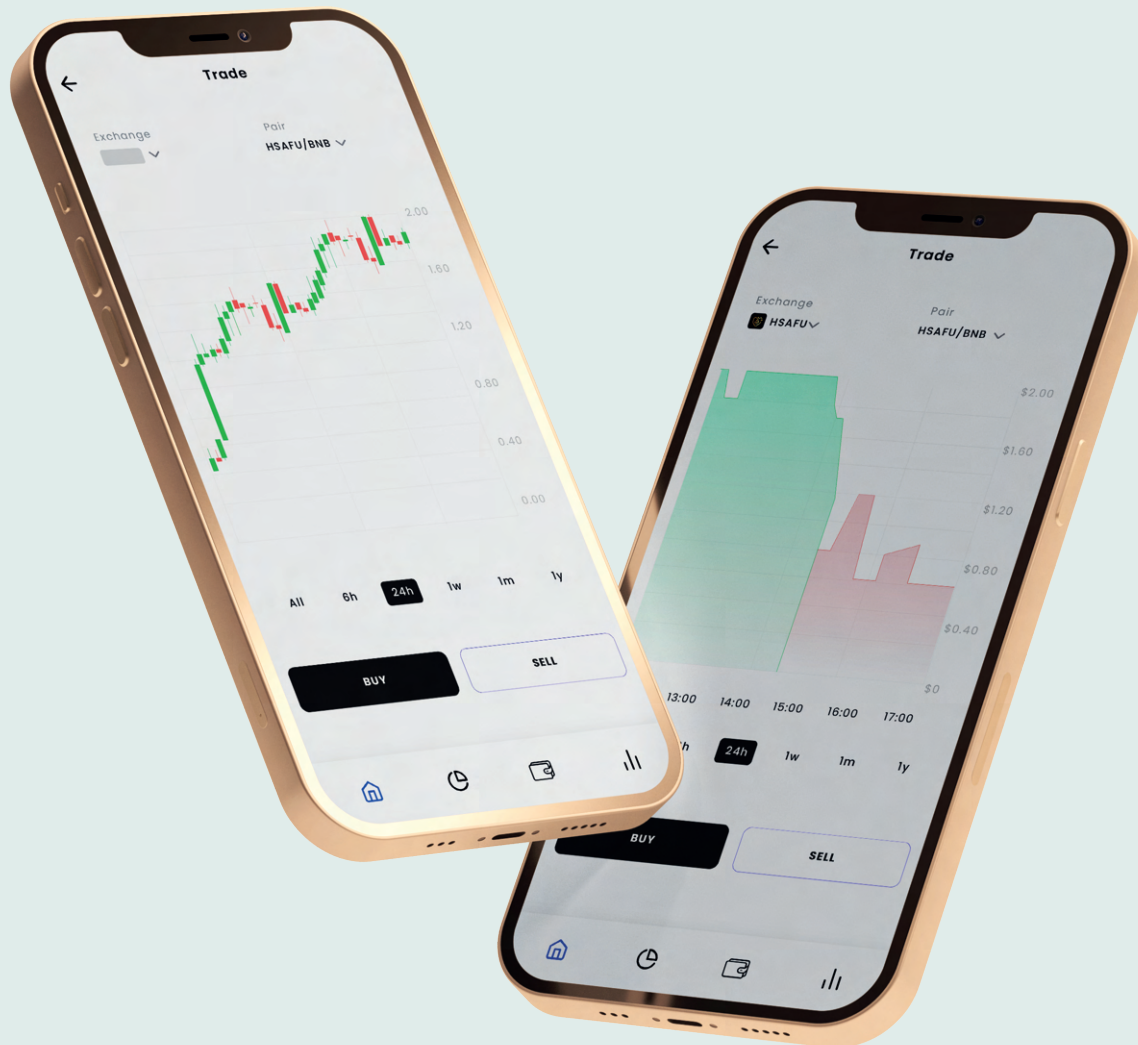 Trade
Exchange
Pair
HSAFU/BNB
2.00
1.60
1.20
0.80
0.40
0.00
All 6h 24h 1w 1m 1y
BUY SELL
Trade
Exchange
Pair
HSAFU
HSAFU/BNB
$2.00
$1.60
$1.20
$0.80
$0.40
$0
13:00 14:00 15:00 16:00 17:00
24h 1w 1m 1y
BUY SELL